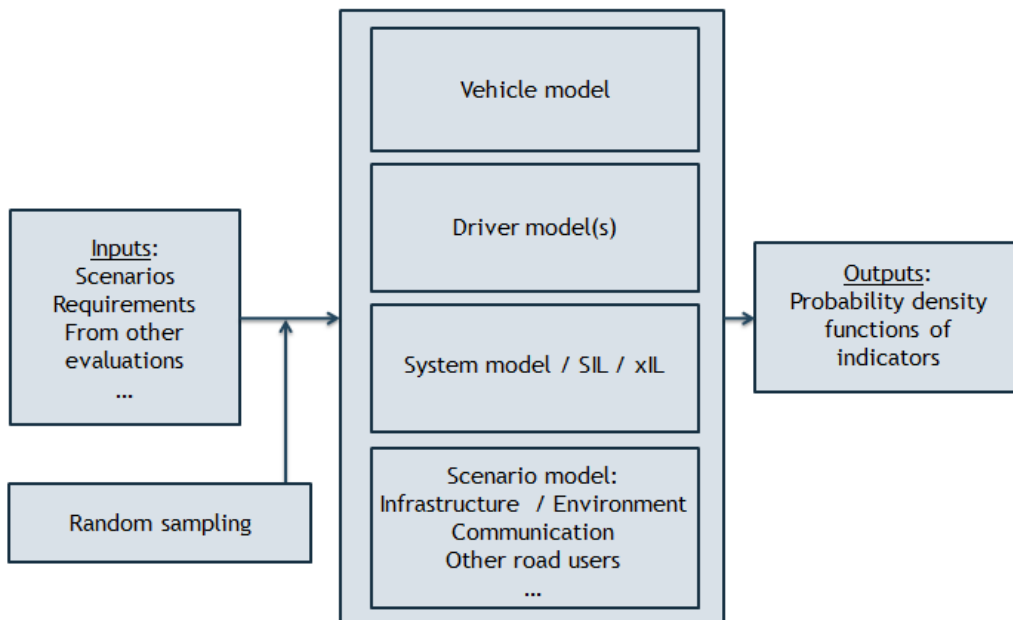 Inputs:
Scenarios
Requirements
From other
evaluations
...
Random sampling
Vehicle model
Driver model(s)
System model / SIL / xIL
Scenario model:
Infrastructure / Environment
Communication
Other road users
...
Outputs:
Probability density
functions of
indicators